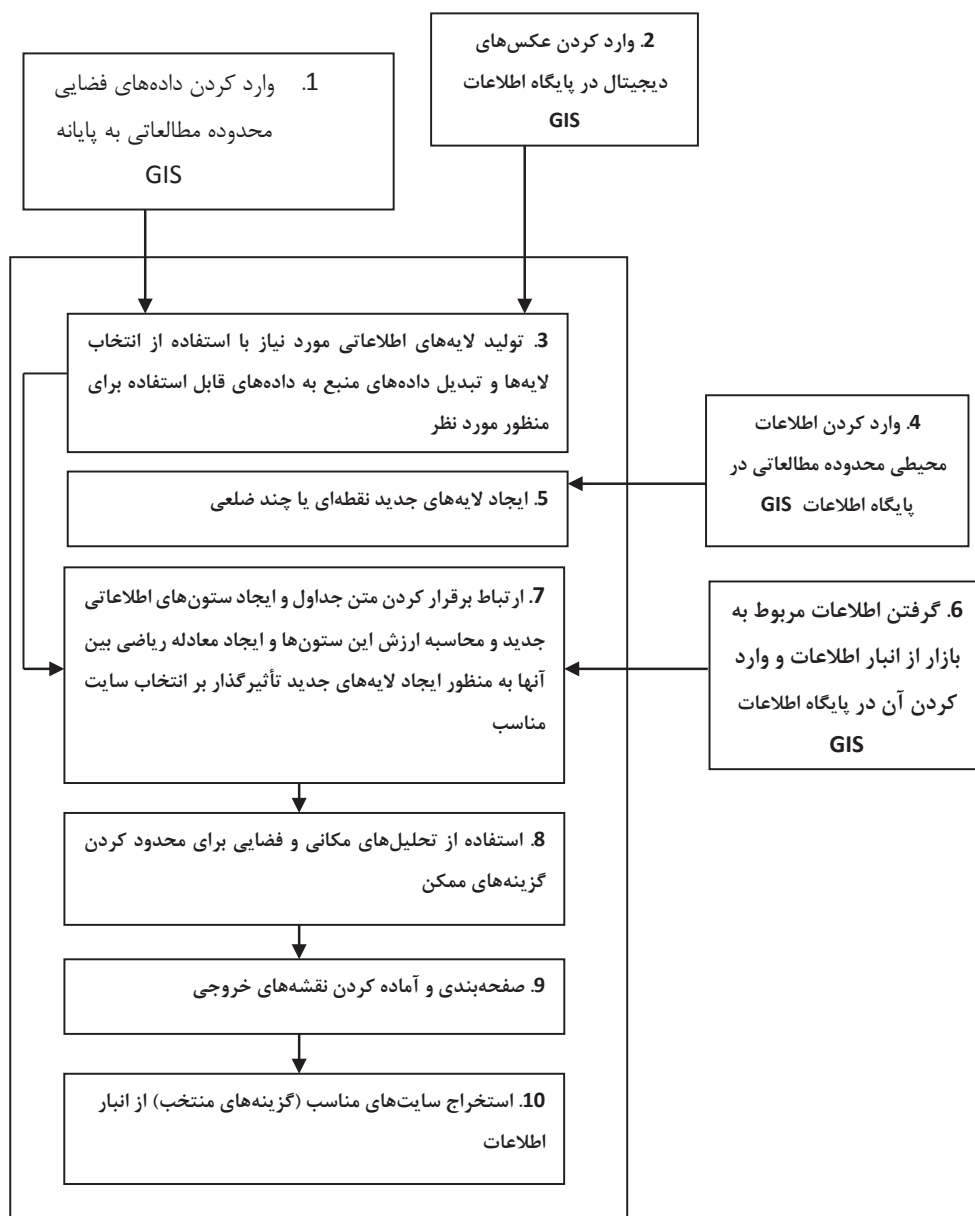 1. وارد کردن داده‌های فضایی
محدوده مطالعاتی به پایانه
GIS
2. وارد کردن عکس‌های
دیجیتال در پایگاه اطلاعات
GIS
3. تولید لایه‌های اطلاعاتی مورد نیاز با استفاده از انتخاب
لایه‌ها و تبدیل داده‌های منبع به داده‌های قابل استفاده برای
منظور مورد نظر
4. وارد کردن اطلاعات
محیطی محدوده مطالعاتی در
پایگاه اطلاعات GIS
5. ایجاد لایه‌های جدید نقطه‌ای یا چند ضلعی
6. گرفتن اطلاعات مربوط به
بازار از انبار اطلاعات و وارد
کردن آن در پایگاه اطلاعات
GIS
7. ارتباط برقرار کردن متن جداول و ایجاد ستون‌های اطلاعاتی
جدید و محاسبه ارزش این ستون‌ها و ایجاد معادله ریاضی بین
آنها به منظور ایجاد لایه‌های جدید تأثیرگذار بر انتخاب سایت
مناسب
8. استفاده از تحلیل‌های مکانی و فضایی برای محدود کردن
گزینه‌های ممکن
9. صفحه‌بندی و آماده کردن نقشه‌های خروجی
10. استخراج سایت‌های مناسب (گزینه‌های منتخب) از انبار
اطلاعات